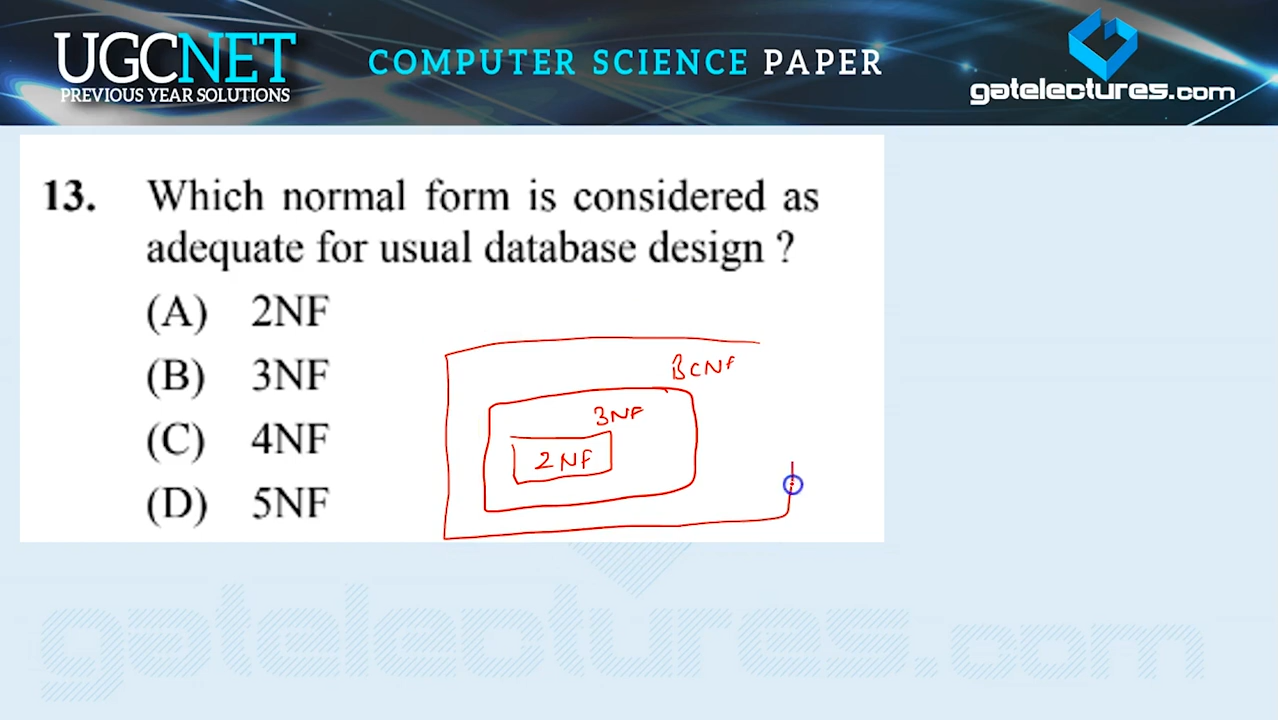 UGCNET
PREVIOUS YEAR SOLUTIONS
COMPUTER SCIENCE PAPER
gatelectures.com
13. Which normal form is considered as
adequate for usual database design ?
(A) 2NF
(B) 3NF
(C) 4NF
(D) 5NF
BCNF
3NF
2NF
gatelectures.com